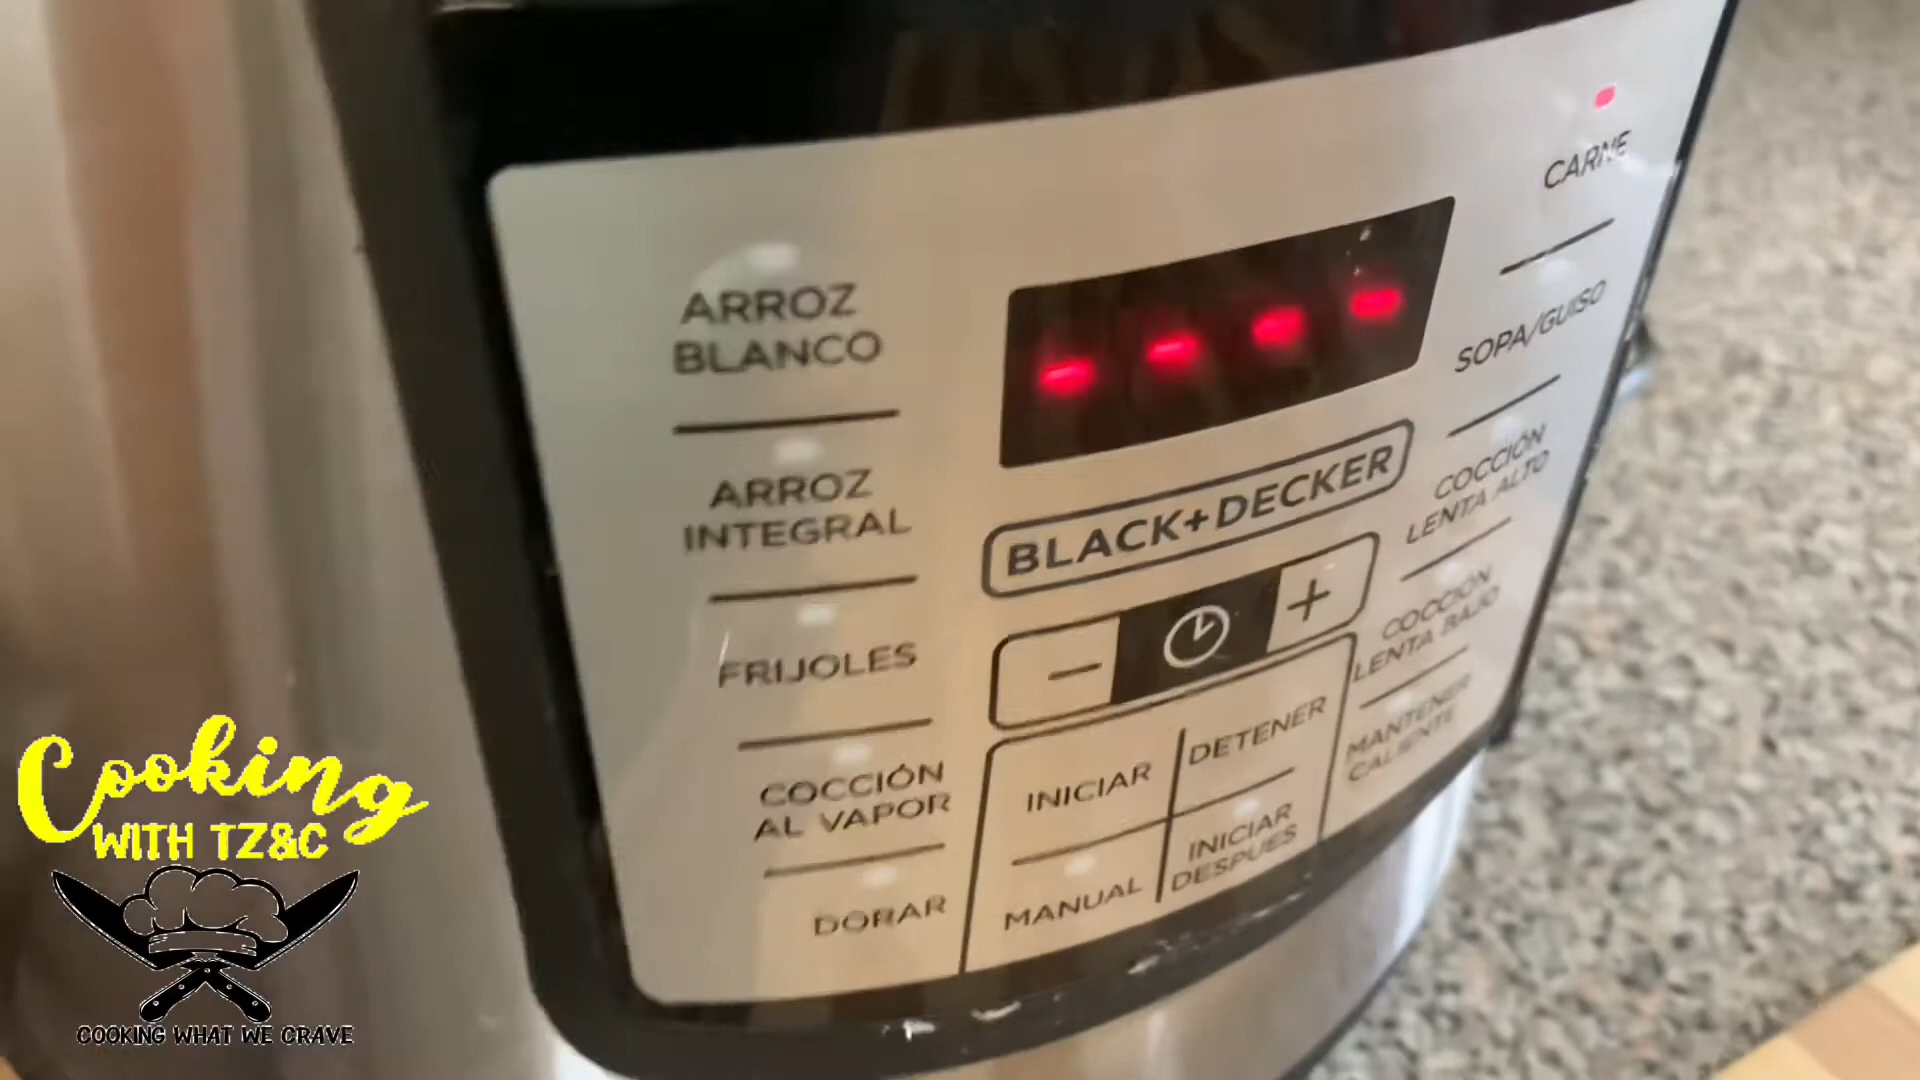 ARROZ
BLANCO
ARROZ
INTEGRAL
FRIJOLES
COCCIÓN
AL VAPOR
DORAR
----
BLACK+DECKER
- +
INICIAR
DETENER
MANUAL
INICIAR
DESPUES
CARNE
SOPA/GUISO
COCCIÓN
LENTA ALTO
COCCIÓN
LENTA BAJO
MANTENER
CALIENTE
Cooking
WITH TZ&C
COOKING WHAT WE CRAVE